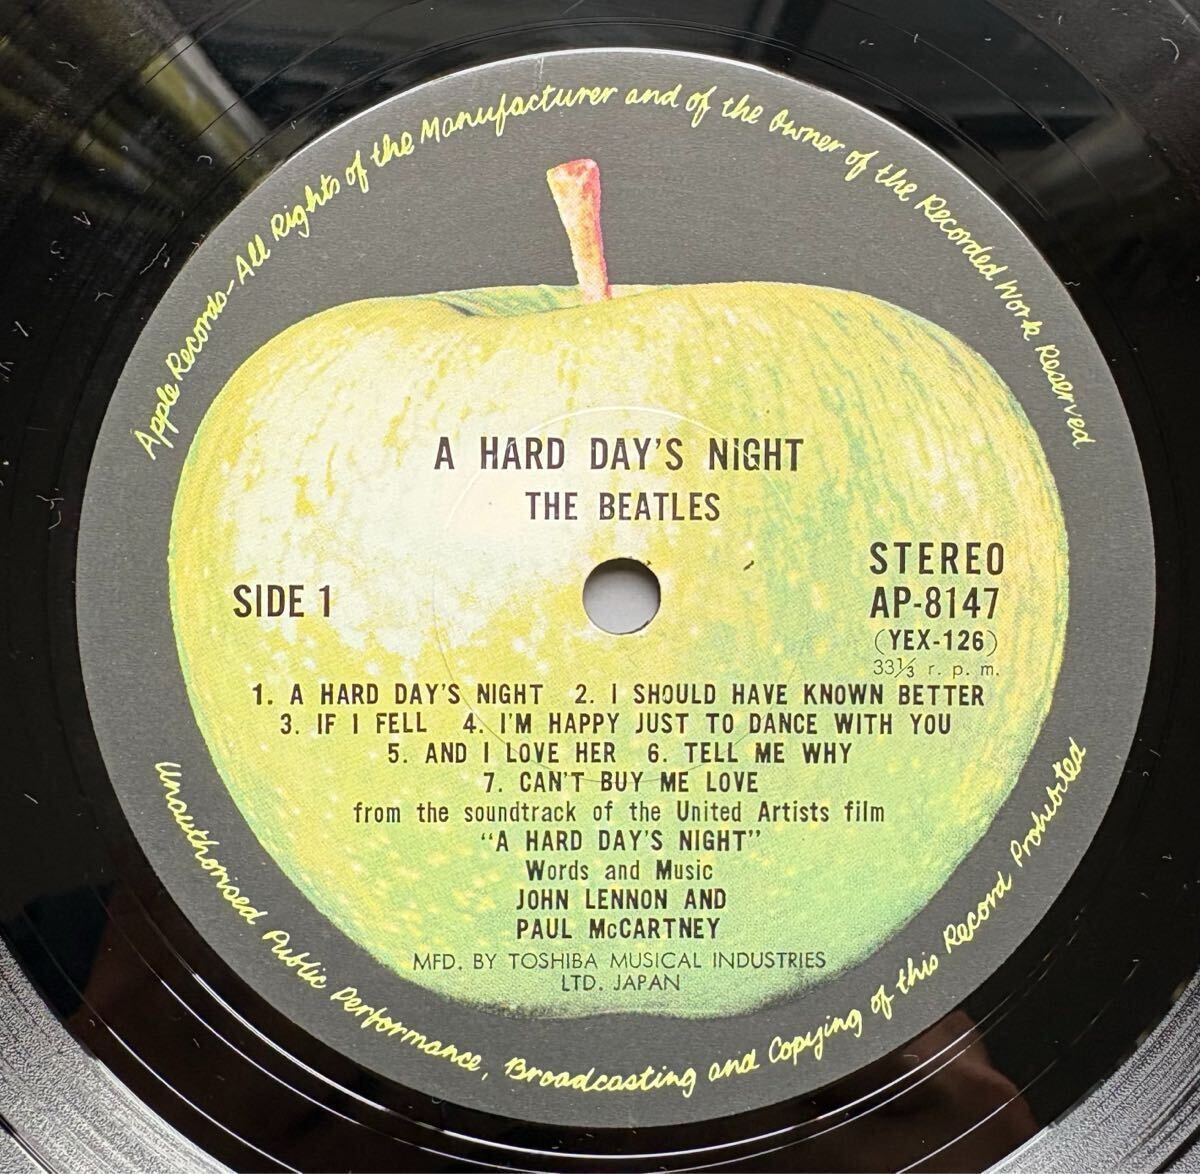 Apple Records-All Rights of the Manufacturer and of the Owner of the Recorded Work Reserved
A HARD DAY'S NIGHT
THE BEATLES
SIDE 1
STEREO
AP-8147
(YEX-126)
33⅓ r. p. m.
1. A HARD DAY'S NIGHT 2. I SHOULD HAVE KNOWN BETTER
3. IF I FELL 4. I'M HAPPY JUST TO DANCE WITH YOU
5. AND I LOVE HER 6. TELL ME WHY
7. CAN'T BUY ME LOVE
from the soundtrack of the United Artists film
"A HARD DAY'S NIGHT"
Words and Music
JOHN LENNON AND
PAUL McCARTNEY
MFD. BY TOSHIBA MUSICAL INDUSTRIES
LTD. JAPAN
Unauthorised Public Performance, Broadcasting and Copying of this Record Prohibited